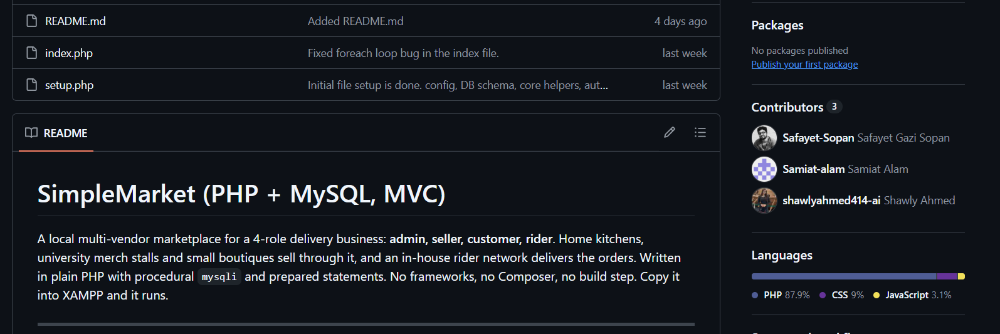 README.md Added README.md 4 days ago
index.php Fixed foreach loop bug in the index file. last week
setup.php Initial file setup is done. config, DB schema, core helpers, aut... last week
README
SimpleMarket (PHP + MySQL, MVC)
A local multi-vendor marketplace for a 4-role delivery business: admin, seller, customer, rider. Home kitchens,
university merch stalls and small boutiques sell through it, and an in-house rider network delivers the orders. Written
in plain PHP with procedural mysqli and prepared statements. No frameworks, no Composer, no build step. Copy it
into XAMPP and it runs.
Packages
No packages published
Publish your first package
Contributors 3
Safayet-Sopan Safayet Gazi Sopan
Samiat-alam Samiat Alam
shawlyahmed414-ai Shawly Ahmed
Languages
PHP 87.9% CSS 9% JavaScript 3.1%